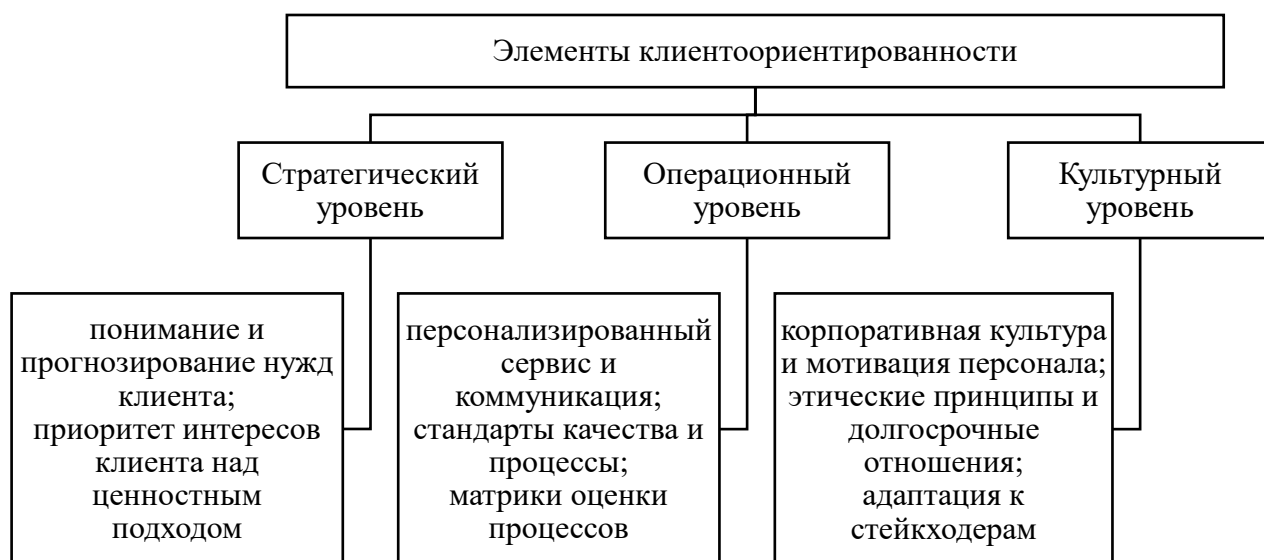 Элементы клиентоориентированности
Стратегический
уровень
Операционный
уровень
Культурный
уровень
понимание и
прогнозирование нужд
клиента;
приоритет интересов
клиента над
ценностным
подходом
персонализированный
сервис и
коммуникация;
стандарты качества и
процессы;
матрики оценки
процессов
корпоративная культура
и мотивация персонала;
этические принципы и
долгосрочные
отношения;
адаптация к
стейкходерам